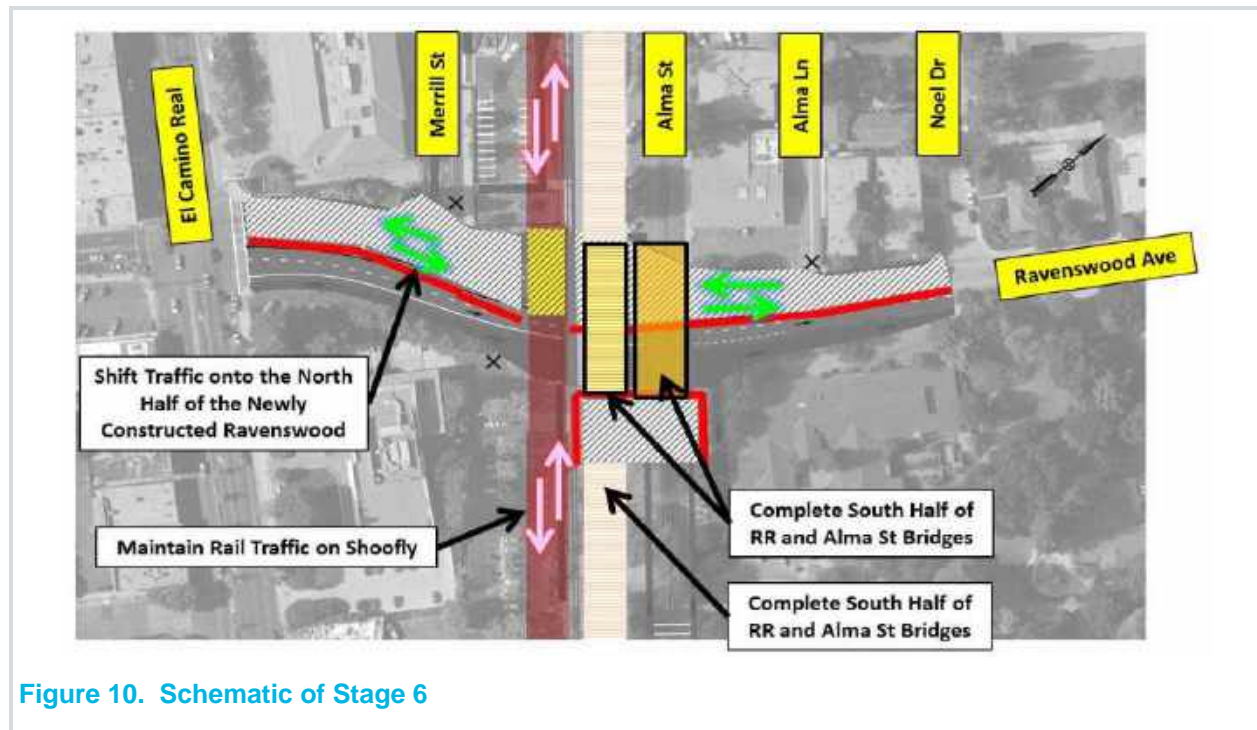 El Camino Real
Merrill St
Alma St
Alma Ln
Noel Dr
Ravenswood Ave
Shift Traffic onto the North
Half of the Newly
Constructed Ravenswood
Maintain Rail Traffic on Shoofly
Complete South Half of
RR and Alma St Bridges
Complete South Half of
RR and Alma St Bridges
Figure 10. Schematic of Stage 6